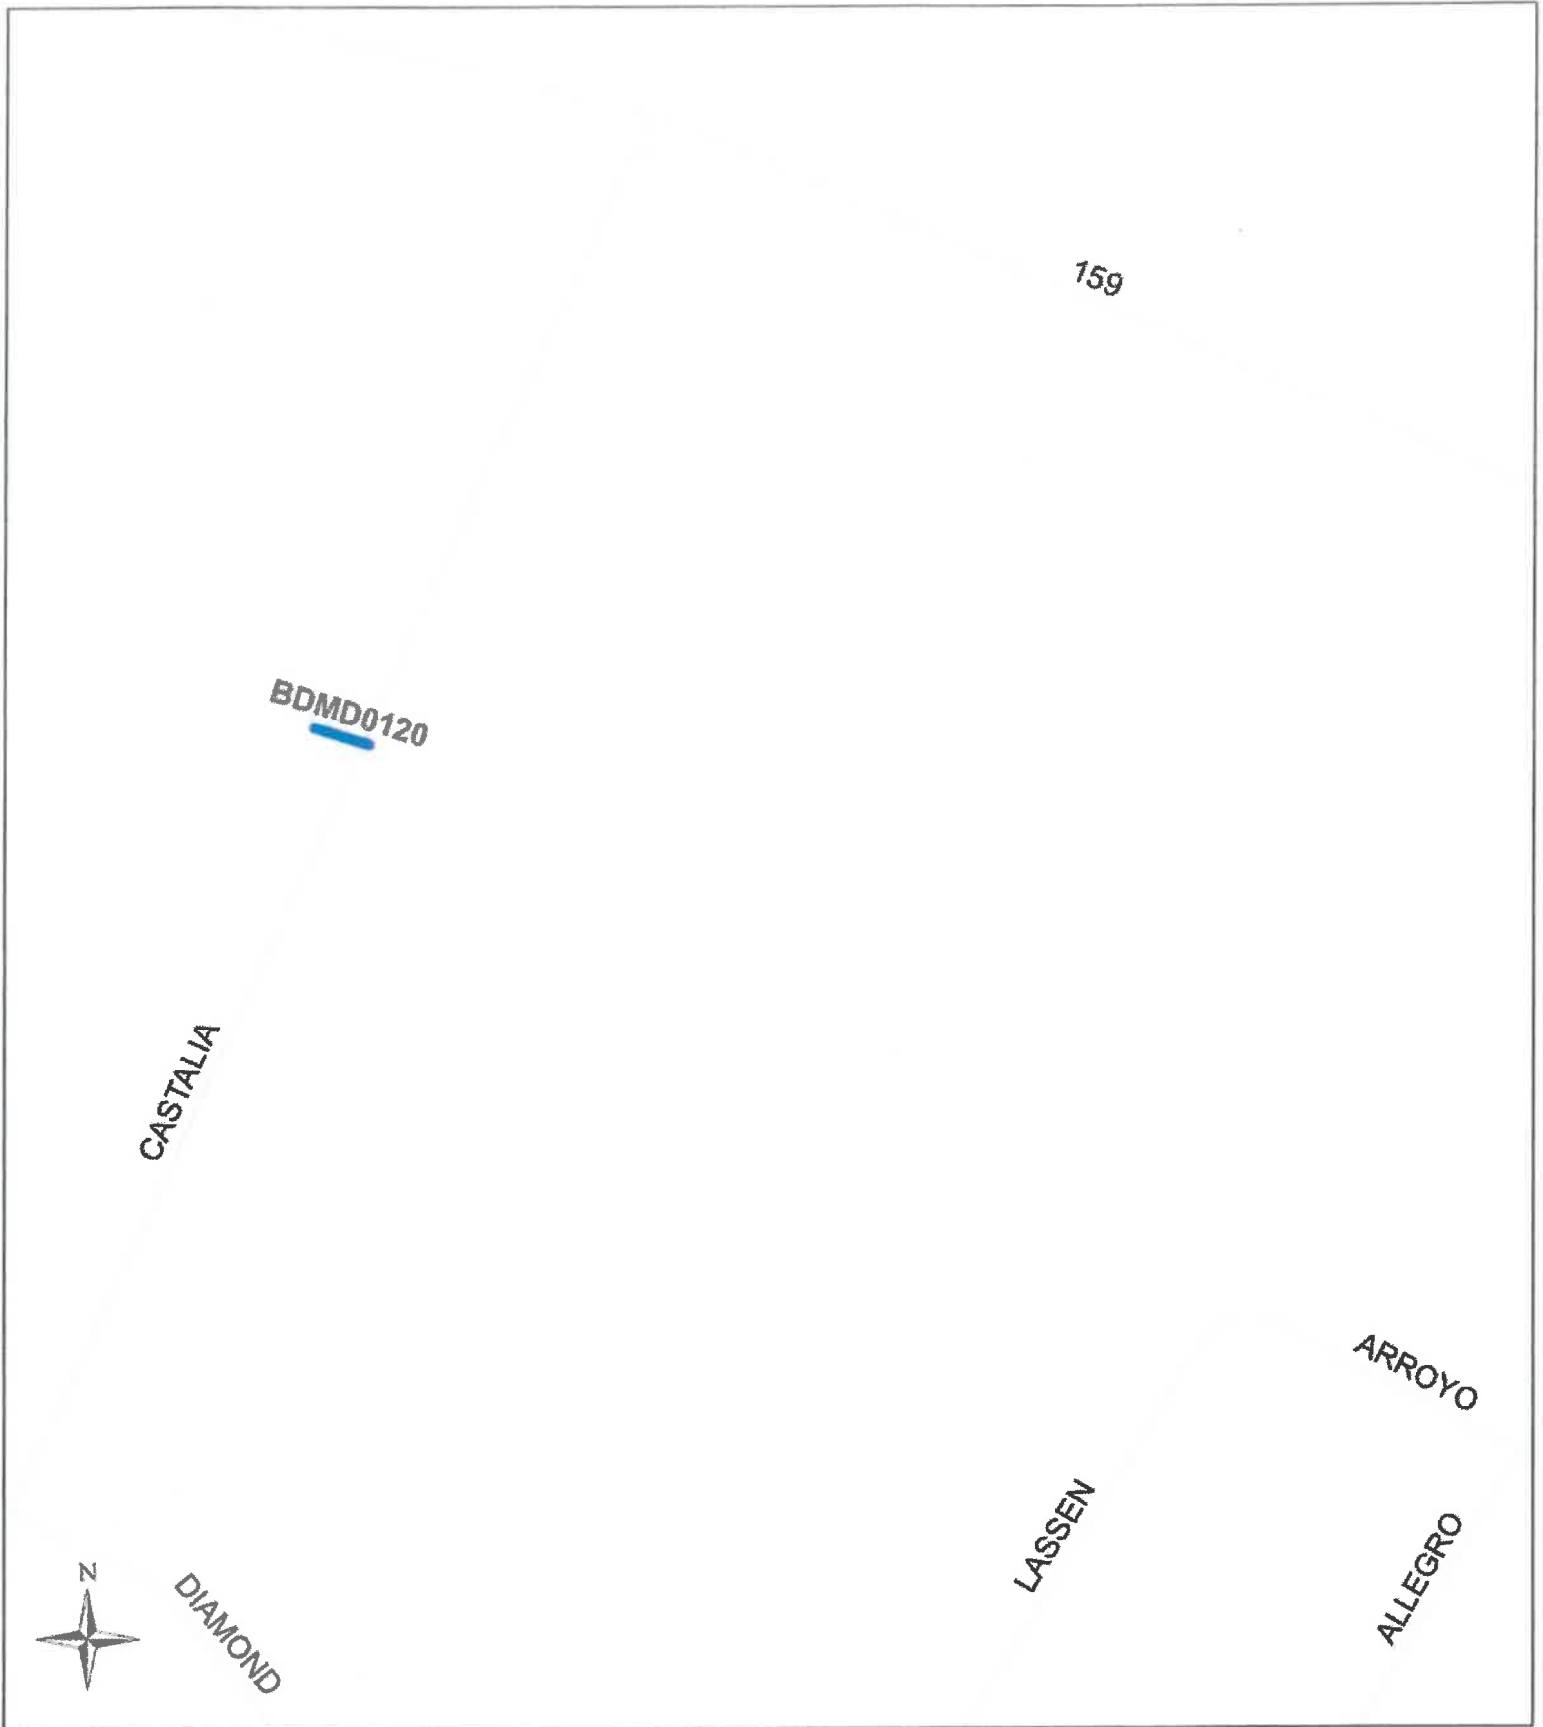 159
BDMD0120
CASTALIA
ARROYO
LASSEN
ALLEGRO
N
DIAMOND